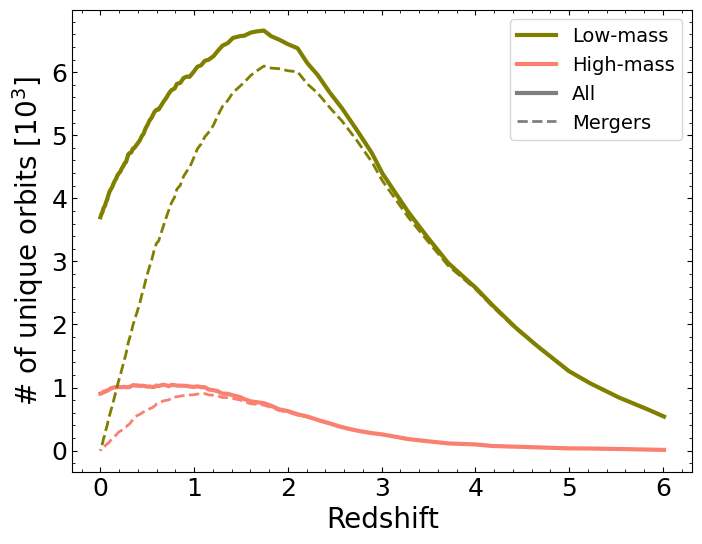 Low-mass
High-mass
All
Mergers
# of unique orbits [10³]
6
5
4
3
2
1
0
0 1 2 3 4 5 6
Redshift